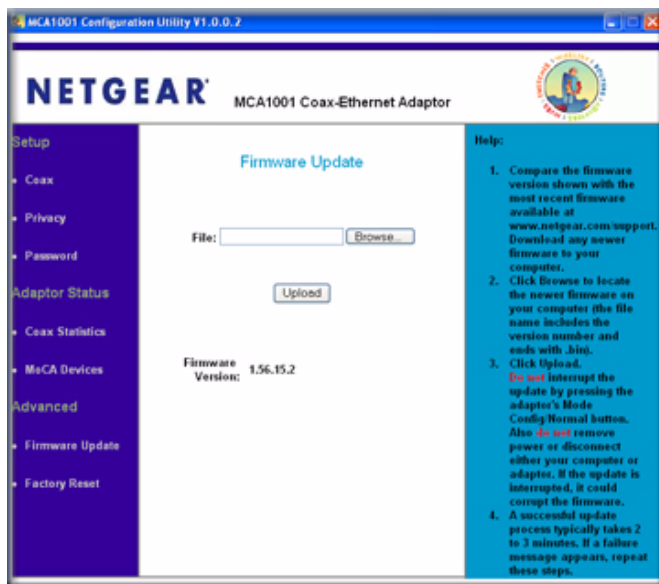 MCA1001 Configuration Utility V1.0.0.2
NETGEAR
MCA1001 Coax-Ethernet Adaptor
Setup
Coax
Privacy
Password
Adaptor Status
Coax Statistics
MoCA Devices
Advanced
Firmware Update
Factory Reset
Firmware Update
File:
Browse...
Upload
Firmware
Version:
1.56.15.2
Help:
1. Compare the firmware
version shown with the
most recent firmware
available at
www.netgear.com/support.
Download any newer
firmware to your
computer.
2. Click Browse to locate
the newer firmware on
your computer (the file
name includes the
version number and
ends with .bin).
3. Click Upload.
Do not interrupt the
update by pressing the
adaptor's Mode
Config/Normal button.
Also do not remove
power or disconnect
either your computer or
adaptor. If the update is
interrupted, it could
corrupt the firmware.
4. A successful update
process typically takes 2
to 3 minutes. If a failure
message appears, repeat
these steps.